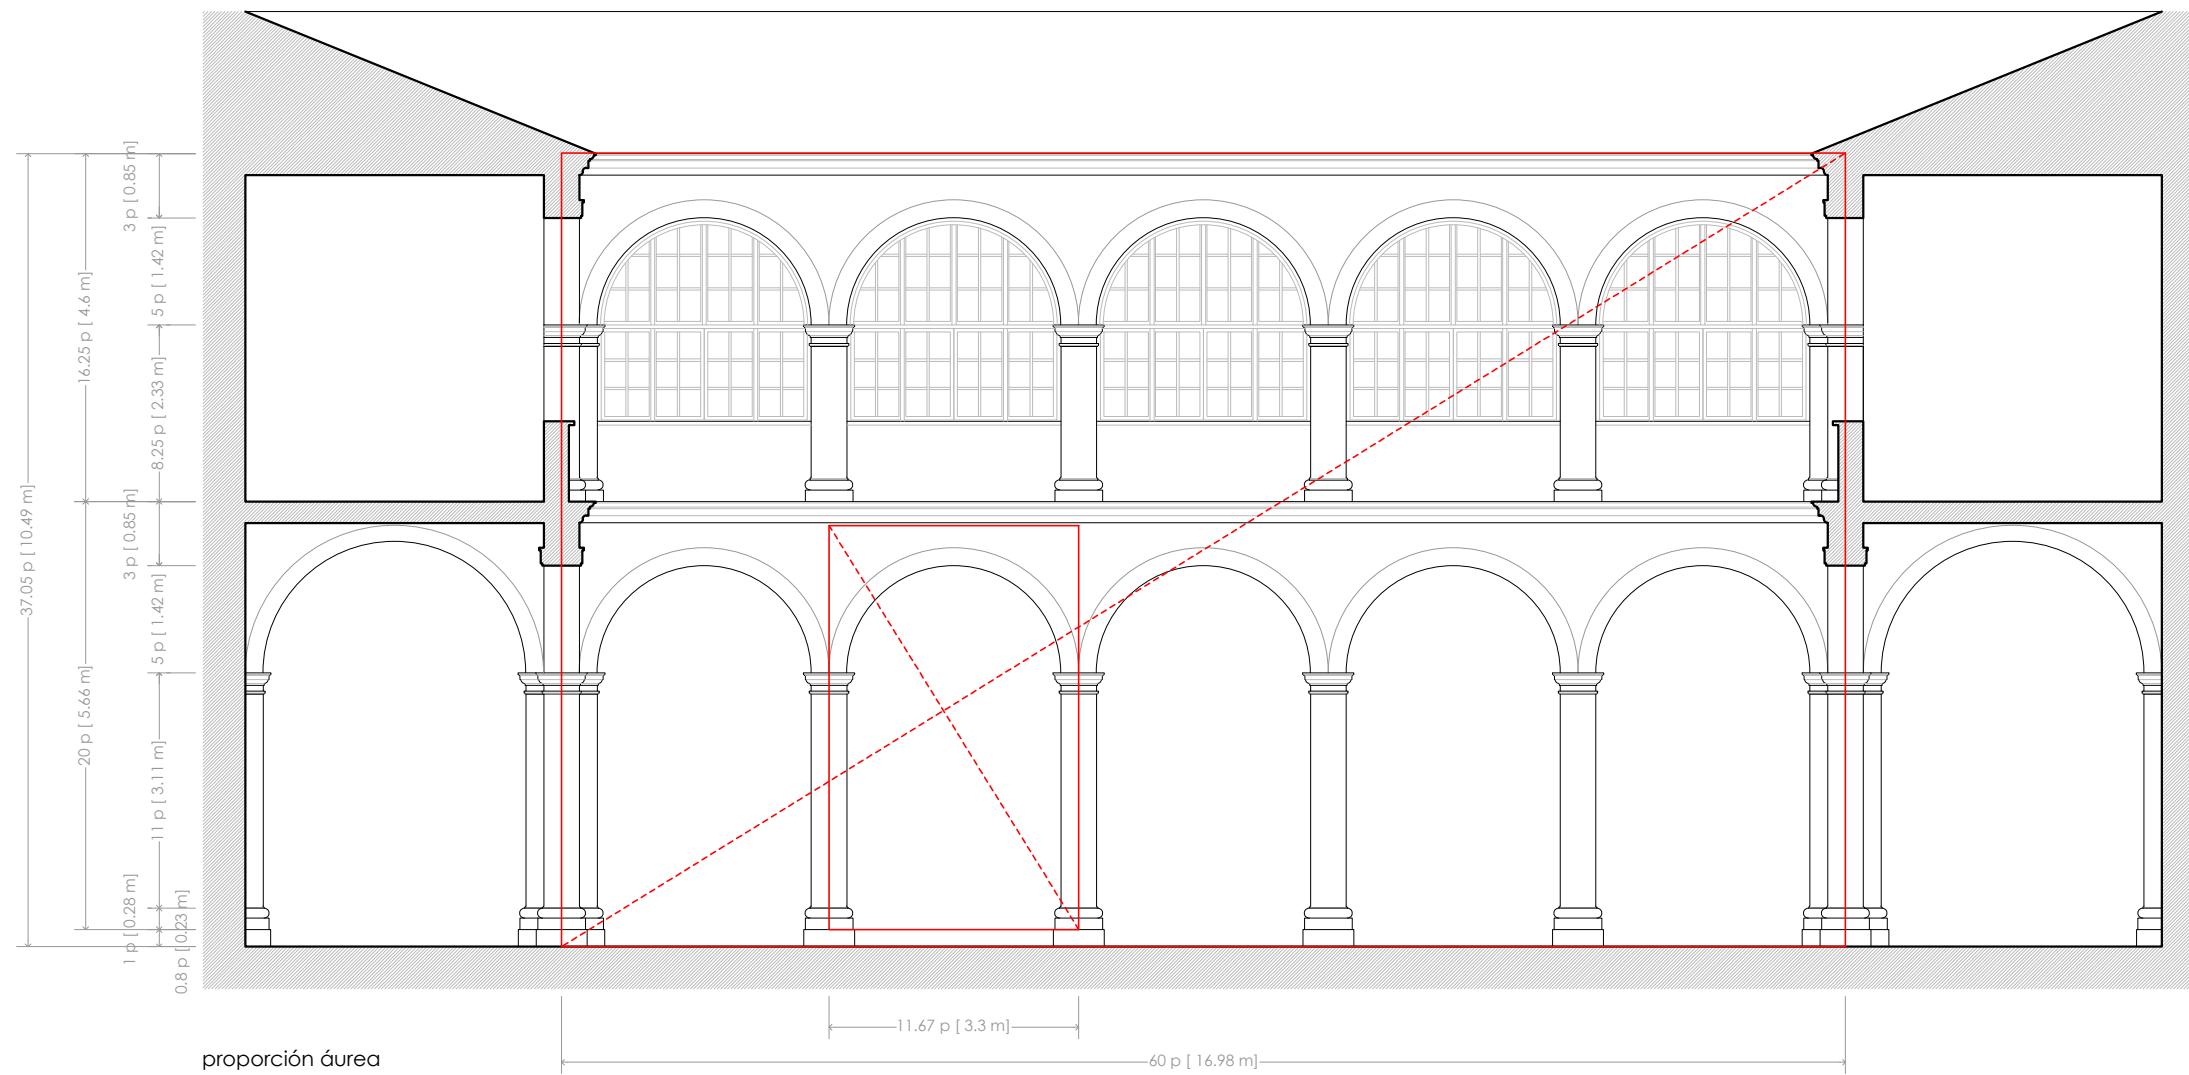 37.05 p [ 10.49 m]
16.25 p [ 4.6 m]
20 p [ 5.66 m]
3 p [ 0.85 m]
5 p [ 1.42 m]
8.25 p [ 2.33 m]
3 p [ 0.85 m]
5 p [ 1.42 m]
11 p [ 3.11 m]
1 p [ 0.28 m]
0.8 p [ 0.23 m]
11.67 p [ 3.3 m]
60 p [ 16.98 m]
proporción áurea